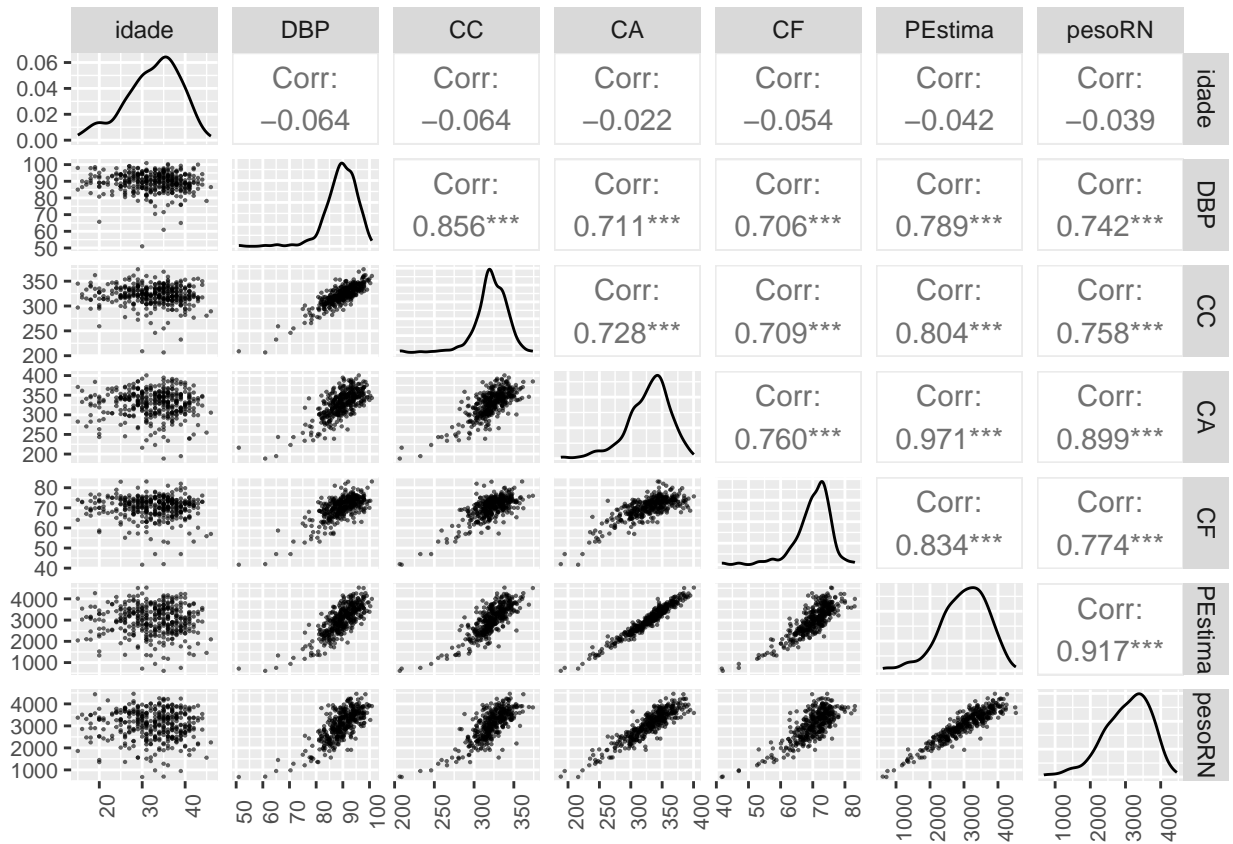 idade DBP CC CA CF PEstima pesoRN
0.06
0.04
0.02
0.00
Corr: Corr: Corr: Corr: Corr: Corr:
−0.064 −0.064 −0.022 −0.054 −0.042 −0.039
idade
100
90
80
70
60
50
Corr: Corr: Corr: Corr: Corr:
0.856*** 0.711*** 0.706*** 0.789*** 0.742***
DBP
350
300
250
200
Corr: Corr: Corr: Corr:
0.728*** 0.709*** 0.804*** 0.758***
CC
400
350
300
250
200
Corr: Corr: Corr:
0.760*** 0.971*** 0.899***
CA
80
70
60
50
40
Corr: Corr:
0.834*** 0.774***
CF
4000
3000
2000
1000
Corr:
0.917***
PEstima
4000
3000
2000
1000
pesoRN
20 30 40 50 60 70 80 90 100 200 250 300 350 200 250 300 350 400 40 50 60 70 80 1000 2000 3000 4000 1000 2000 3000 4000